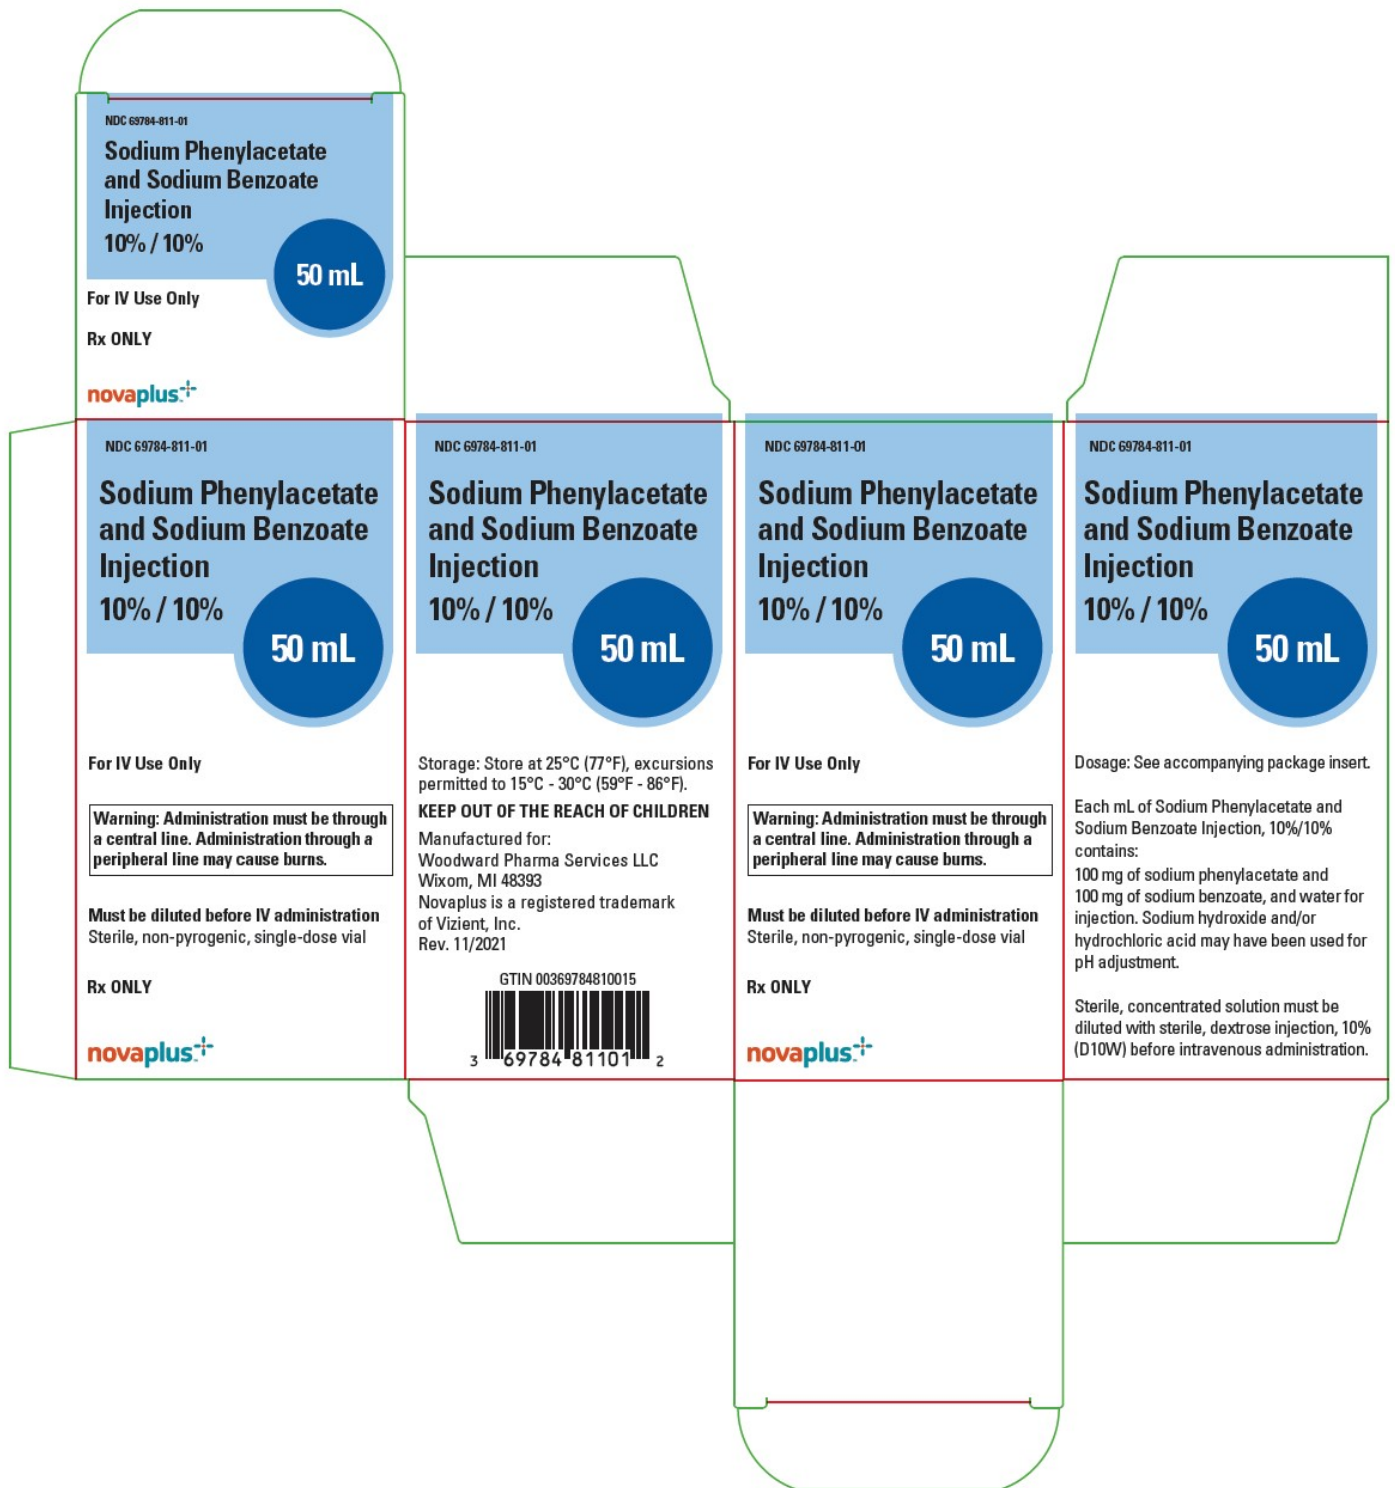 NDC 69784-811-01
Sodium Phenylacetate
and Sodium Benzoate
Injection
10% / 10%
50 mL
For IV Use Only
Rx ONLY
novaplus™
NDC 69784-811-01
Sodium Phenylacetate
and Sodium Benzoate
Injection
10% / 10%
50 mL
For IV Use Only
Warning: Administration must be through
a central line. Administration through a
peripheral line may cause burns.
Must be diluted before IV administration
Sterile, non-pyrogenic, single-dose vial
Rx ONLY
novaplus™
NDC 69784-811-01
Sodium Phenylacetate
and Sodium Benzoate
Injection
10% / 10%
50 mL
Storage: Store at 25°C (77°F), excursions
permitted to 15°C - 30°C (59°F - 86°F).
KEEP OUT OF THE REACH OF CHILDREN
Manufactured for:
Woodward Pharma Services LLC
Wixom, MI 48393
Novaplus is a registered trademark
of Vizient, Inc.
Rev. 11/2021
GTIN 00369784810015
3 69784 81101 2
NDC 69784-811-01
Sodium Phenylacetate
and Sodium Benzoate
Injection
10% / 10%
50 mL
For IV Use Only
Warning: Administration must be through
a central line. Administration through a
peripheral line may cause burns.
Must be diluted before IV administration
Sterile, non-pyrogenic, single-dose vial
Rx ONLY
novaplus™
NDC 69784-811-01
Sodium Phenylacetate
and Sodium Benzoate
Injection
10% / 10%
50 mL
Dosage: See accompanying package insert.
Each mL of Sodium Phenylacetate and
Sodium Benzoate Injection, 10%/10%
contains:
100 mg of sodium phenylacetate and
100 mg of sodium benzoate, and water for
injection. Sodium hydroxide and/or
hydrochloric acid may have been used for
pH adjustment.
Sterile, concentrated solution must be
diluted with sterile, dextrose injection, 10%
(D10W) before intravenous administration.